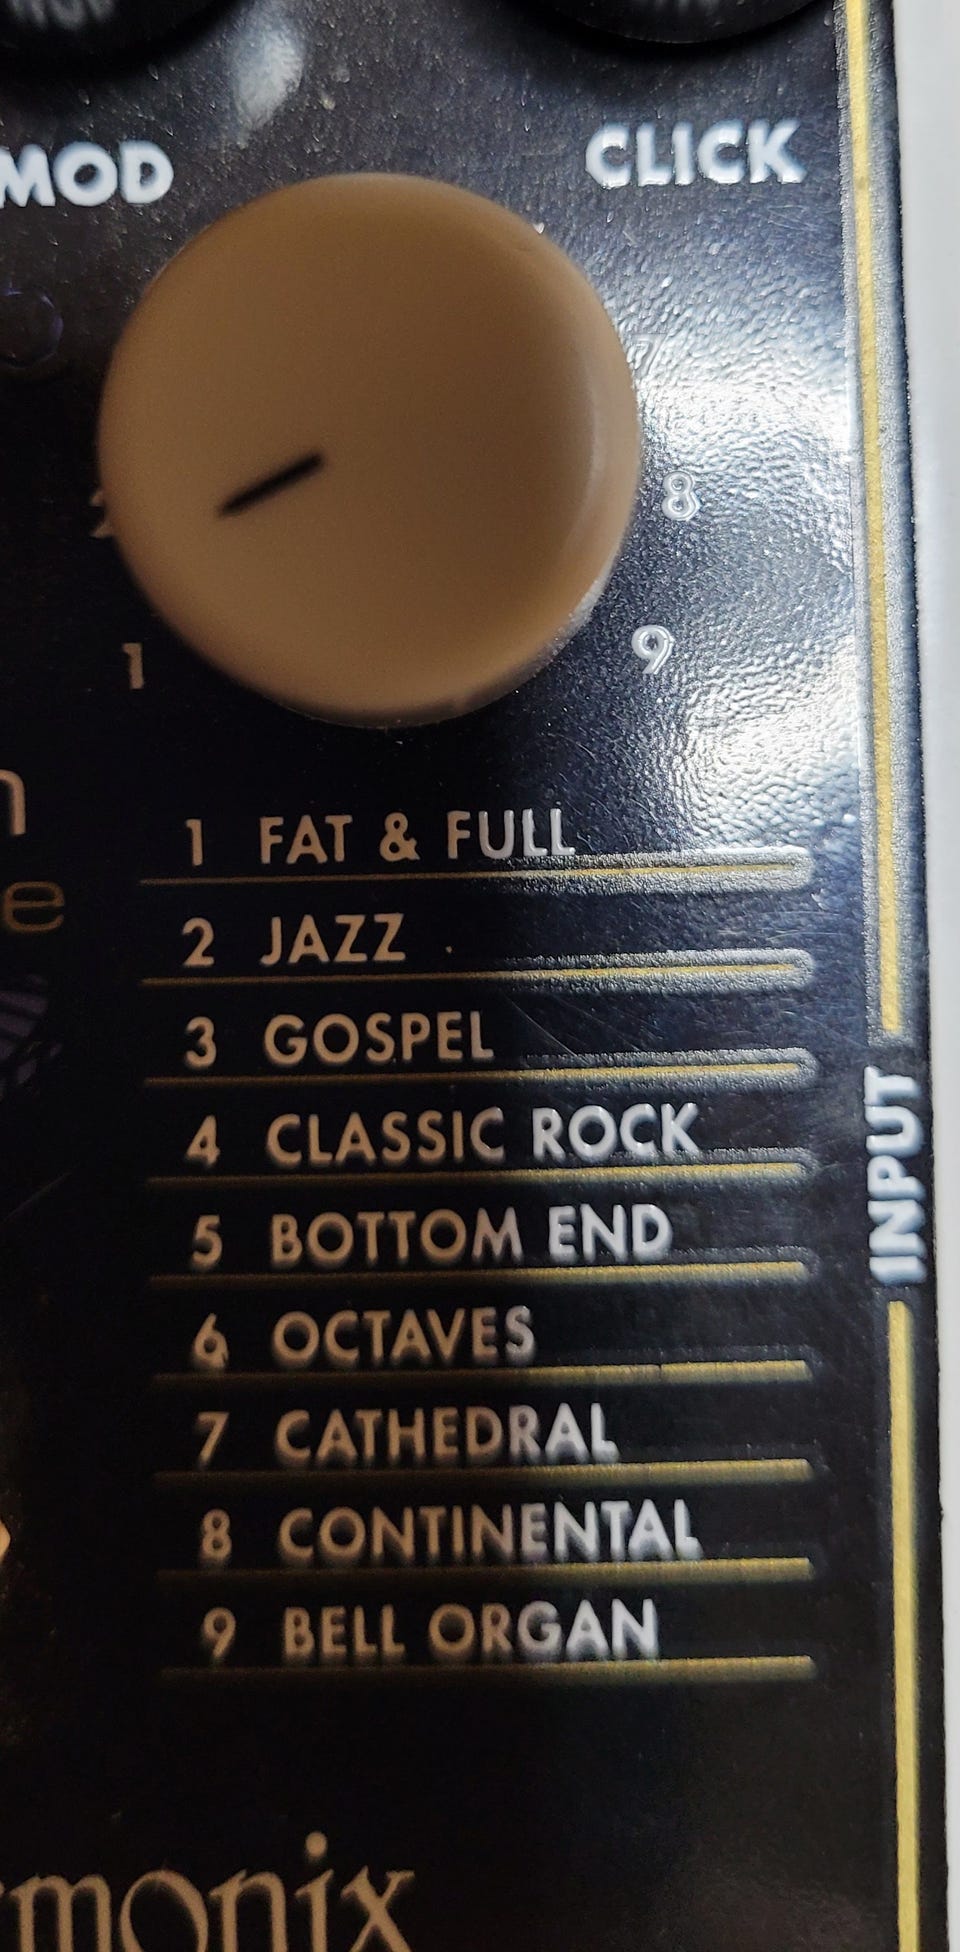 MOD
CLICK
7
8
1
9
n
e
1 FAT & FULL
2 JAZZ
3 GOSPEL
4 CLASSIC ROCK
5 BOTTOM END
6 OCTAVES
7 CATHEDRAL
8 CONTINENTAL
9 BELL ORGAN
INPUT
monix